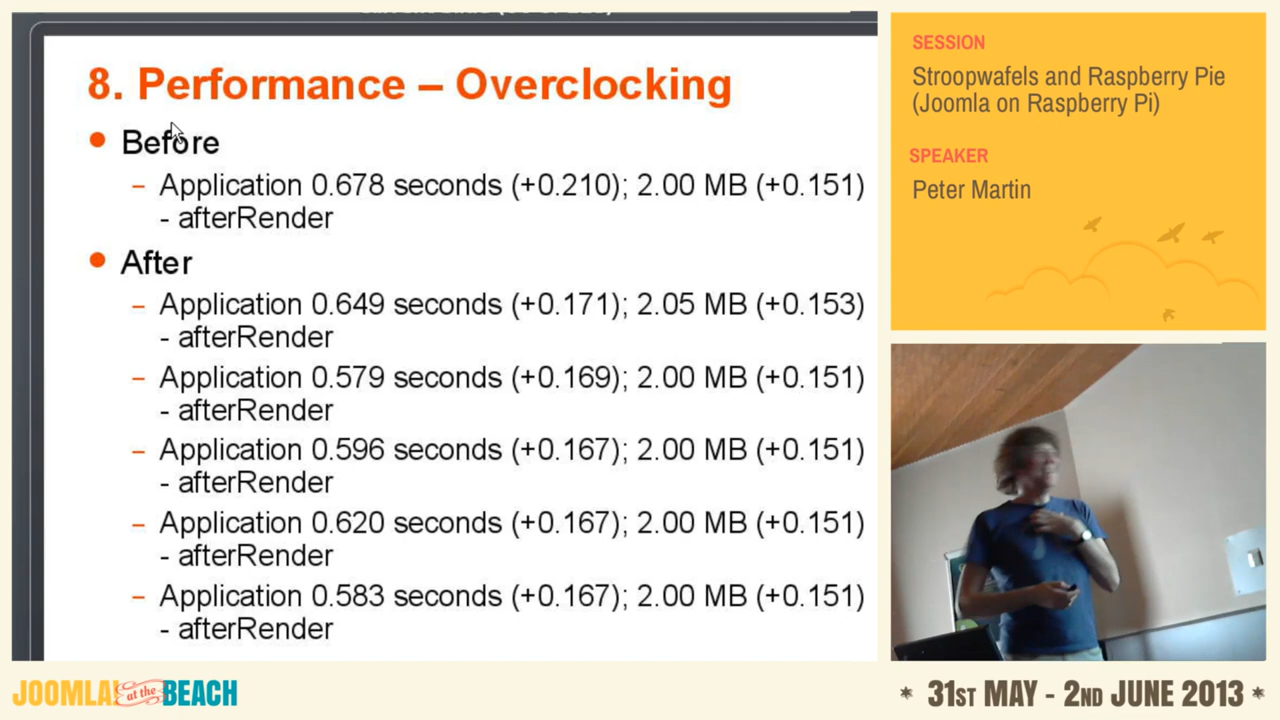 8. Performance – Overclocking
Before
– Application 0.678 seconds (+0.210); 2.00 MB (+0.151)
- afterRender
After
– Application 0.649 seconds (+0.171); 2.05 MB (+0.153)
- afterRender
– Application 0.579 seconds (+0.169); 2.00 MB (+0.151)
- afterRender
– Application 0.596 seconds (+0.167); 2.00 MB (+0.151)
- afterRender
– Application 0.620 seconds (+0.167); 2.00 MB (+0.151)
- afterRender
– Application 0.583 seconds (+0.167); 2.00 MB (+0.151)
- afterRender
SESSION
Stroopwafels and Raspberry Pie
(Joomla on Raspberry Pi)
SPEAKER
Peter Martin
JOOMLA! at the BEACH
* 31ST MAY - 2ND JUNE 2013 *